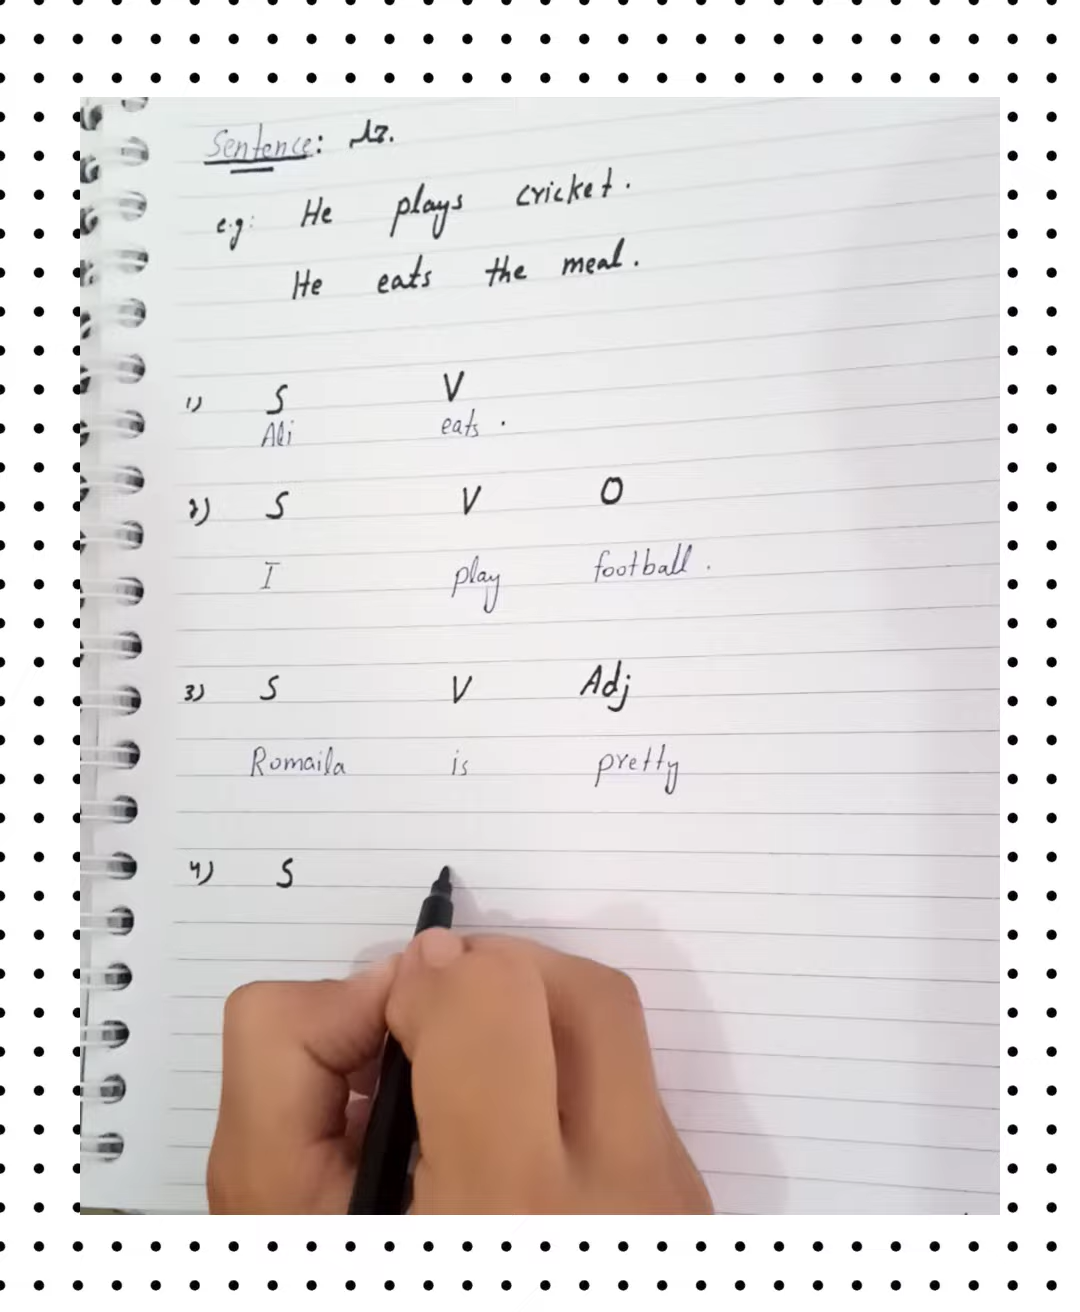 Sentence: جملہ.
e.g: He plays cricket.
He eats the meal.
1) S V
Ali eats.
2) S V O
I play football.
3) S V Adj
Romaila is pretty
4) S